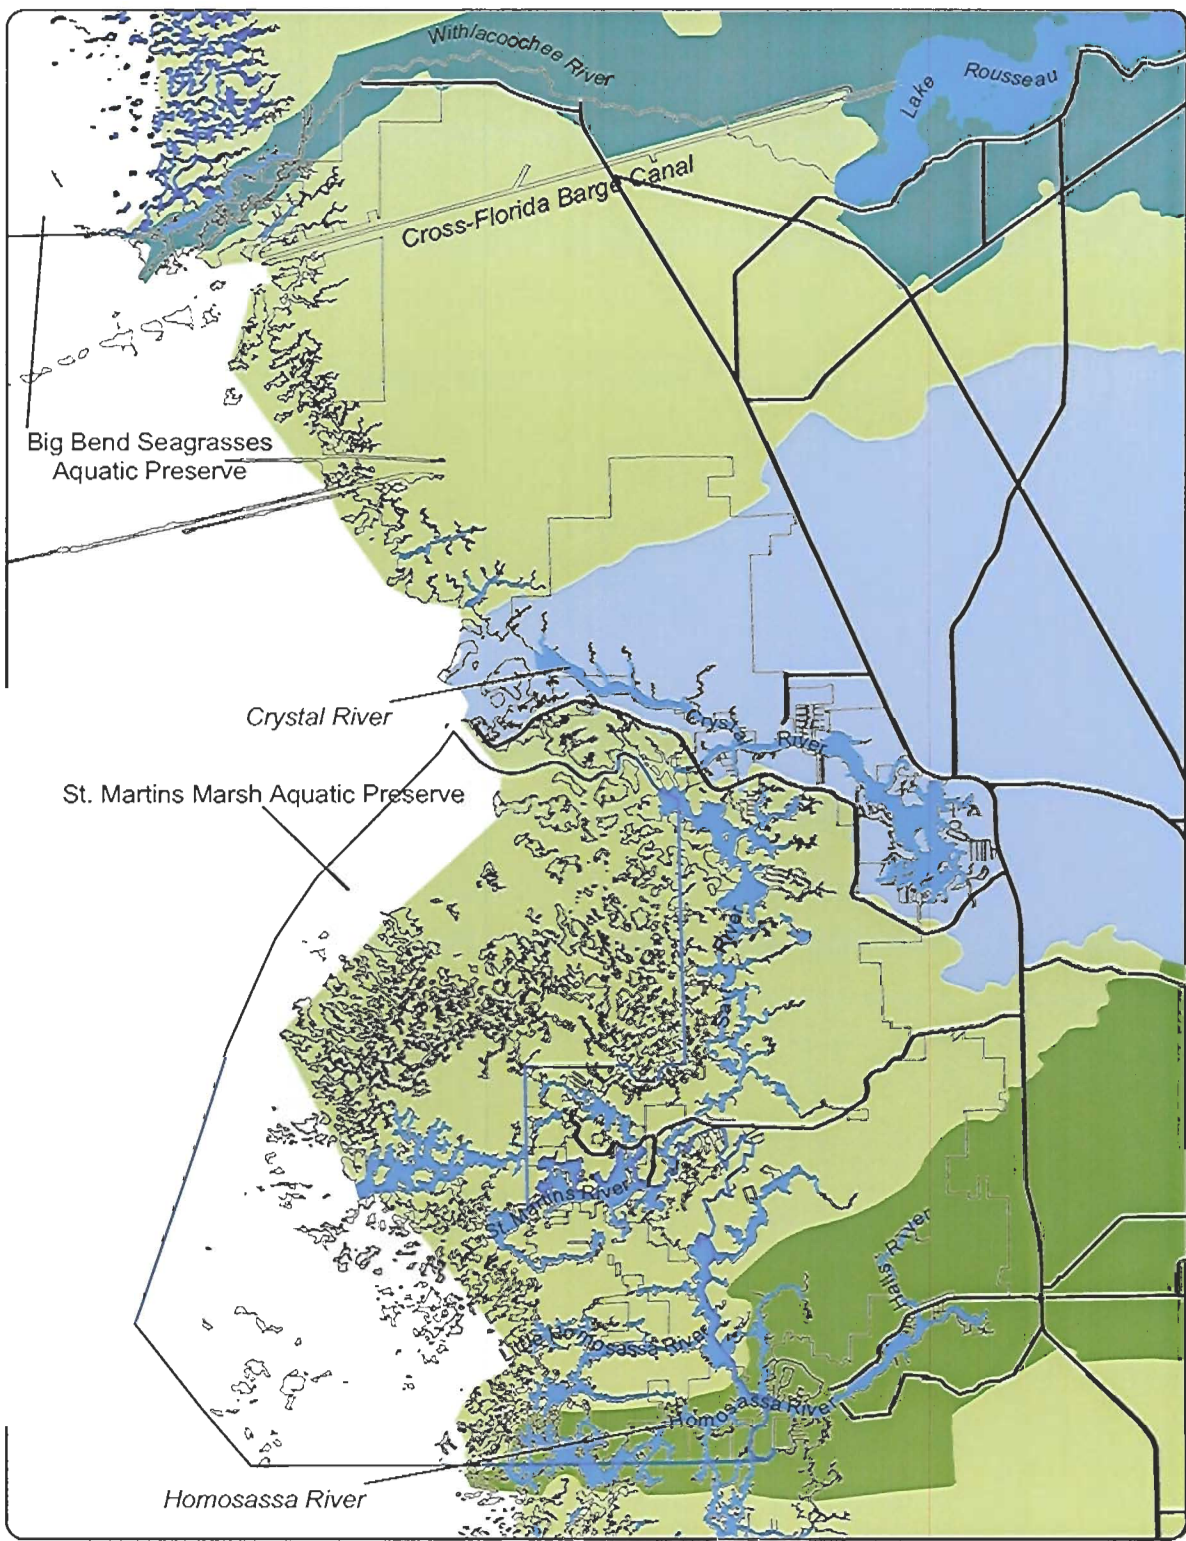 Withlacoochee River
Lake Rousseau
Cross-Florida Barge Canal
Big Bend Seagrasses
Aquatic Preserve
Crystal River
Crystal River
St. Martins Marsh Aquatic Preserve
Salt River
St. Martins River
Halls River
Little Homosassa River
Homosassa River
Homosassa River